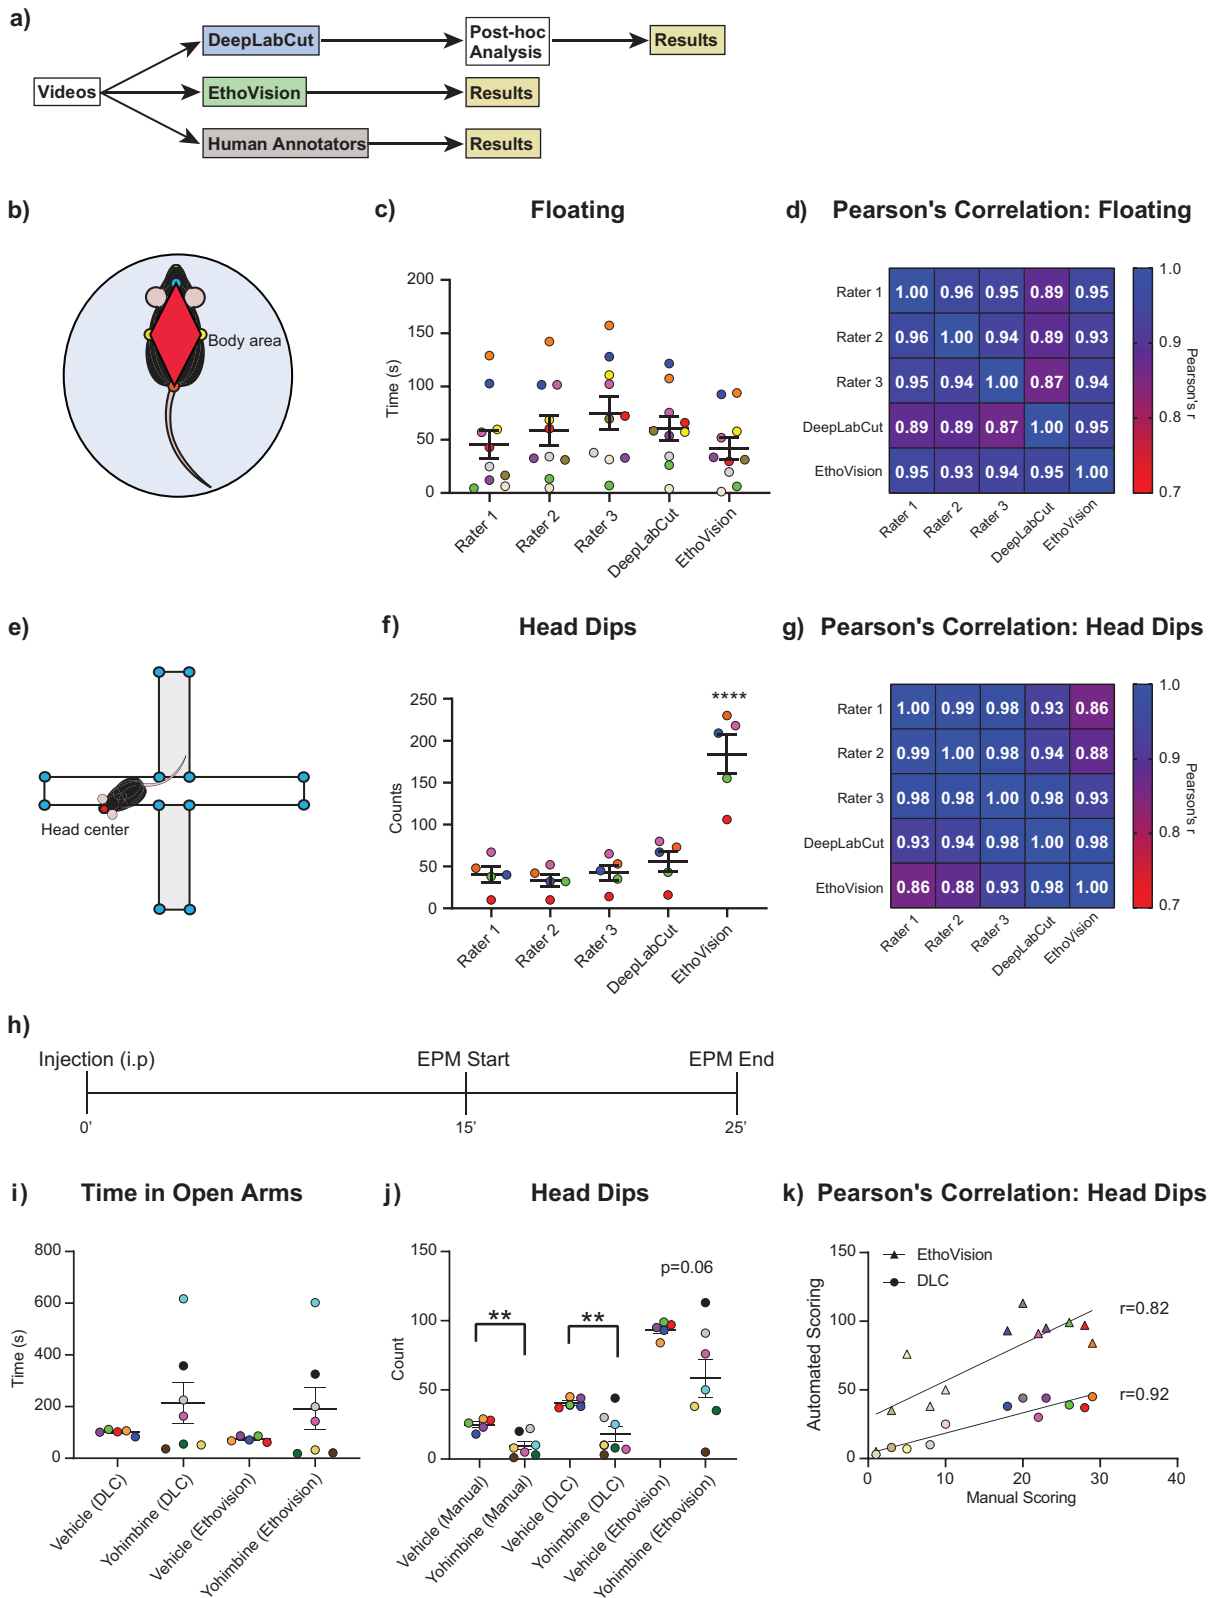 a)
DeepLabCut
Post-hoc
Analysis
Results
Videos
EthoVision
Results
Human Annotators
Results
b)
Body area
c)
Floating
200
150
100
50
0
Time (s)
Rater 1
Rater 2
Rater 3
DeepLabCut
EthoVision
d)
Pearson's Correlation: Floating
Rater 1
1.00 0.96 0.95 0.89 0.95
Rater 2
0.96 1.00 0.94 0.89 0.93
Rater 3
0.95 0.94 1.00 0.87 0.94
DeepLabCut
0.89 0.89 0.87 1.00 0.95
EthoVision
0.95 0.93 0.94 0.95 1.00
Rater 1
Rater 2
Rater 3
DeepLabCut
EthoVision
1.0
0.9
0.8
0.7
Pearson's r
e)
Head center
f)
Head Dips
250
200
150
100
50
0
Counts
****
Rater 1
Rater 2
Rater 3
DeepLabCut
EthoVision
g)
Pearson's Correlation: Head Dips
Rater 1
1.00 0.99 0.98 0.93 0.86
Rater 2
0.99 1.00 0.98 0.94 0.88
Rater 3
0.98 0.98 1.00 0.98 0.93
DeepLabCut
0.93 0.94 0.98 1.00 0.98
EthoVision
0.86 0.88 0.93 0.98 1.00
Rater 1
Rater 2
Rater 3
DeepLabCut
EthoVision
1.0
0.9
0.8
0.7
Pearson's r
h)
Injection (i.p)
EPM Start
EPM End
0'
15'
25'
i)
Time in Open Arms
800
600
400
200
0
Time (s)
Vehicle (DLC)
Yohimbine (DLC)
Vehicle (Ethovision)
Yohimbine (Ethovision)
j)
Head Dips
150
100
50
0
Count
**
**
p=0.06
Vehicle (Manual)
Yohimbine (Manual)
Vehicle (DLC)
Yohimbine (DLC)
Vehicle (Ethovision)
Yohimbine (Ethovision)
k)
Pearson's Correlation: Head Dips
150
100
50
0
Automated Scoring
EthoVision
DLC
r=0.82
r=0.92
0
10
20
30
40
Manual Scoring